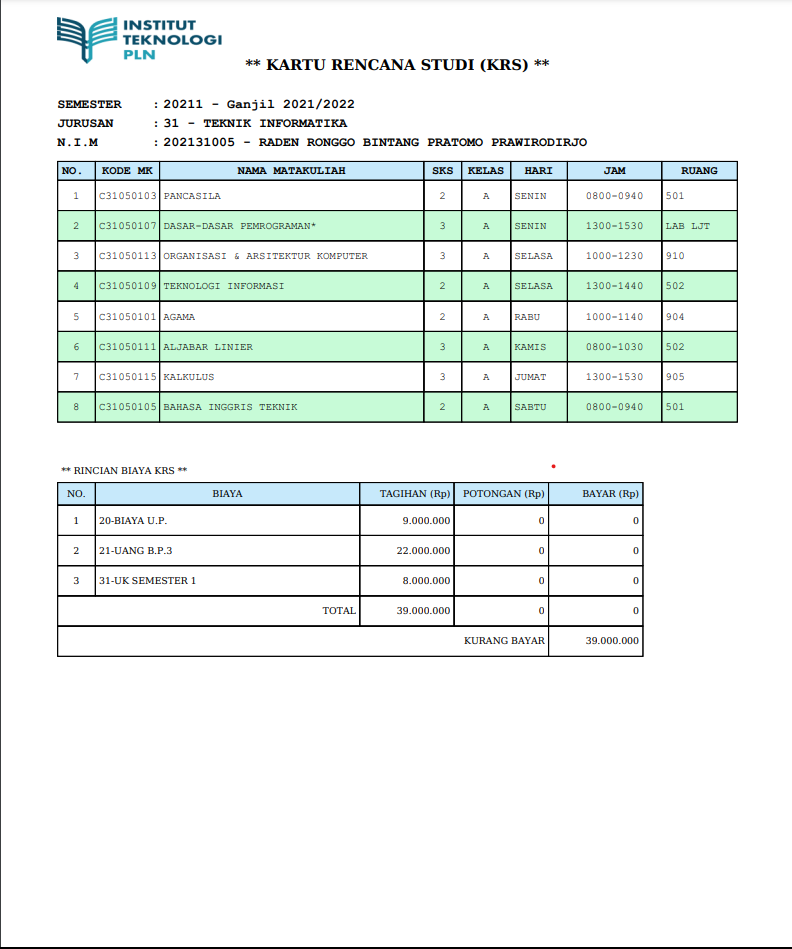 INSTITUT
TEKNOLOGI
PLN
** KARTU RENCANA STUDI (KRS) **
SEMESTER : 20211 - Ganjil 2021/2022
JURUSAN : 31 - TEKNIK INFORMATIKA
N.I.M : 202131005 - RADEN RONGGO BINTANG PRATOMO PRAWIRODIRJO
NO. KODE MK NAMA MATAKULIAH SKS KELAS HARI JAM RUANG
1 C31050103 PANCASILA 2 A SENIN 0800-0940 501
2 C31050107 DASAR-DASAR PEMROGRAMAN* 3 A SENIN 1300-1530 LAB LJT
3 C31050113 ORGANISASI & ARSITEKTUR KOMPUTER 3 A SELASA 1000-1230 910
4 C31050109 TEKNOLOGI INFORMASI 2 A SELASA 1300-1440 502
5 C31050101 AGAMA 2 A RABU 1000-1140 904
6 C31050111 ALJABAR LINIER 3 A KAMIS 0800-1030 502
7 C31050115 KALKULUS 3 A JUMAT 1300-1530 905
8 C31050105 BAHASA INGGRIS TEKNIK 2 A SABTU 0800-0940 501
** RINCIAN BIAYA KRS **
NO. BIAYA TAGIHAN (Rp) POTONGAN (Rp) BAYAR (Rp)
1 20-BIAYA U.P. 9.000.000 0 0
2 21-UANG B.P.3 22.000.000 0 0
3 31-UK SEMESTER 1 8.000.000 0 0
TOTAL 39.000.000 0 0
KURANG BAYAR 39.000.000